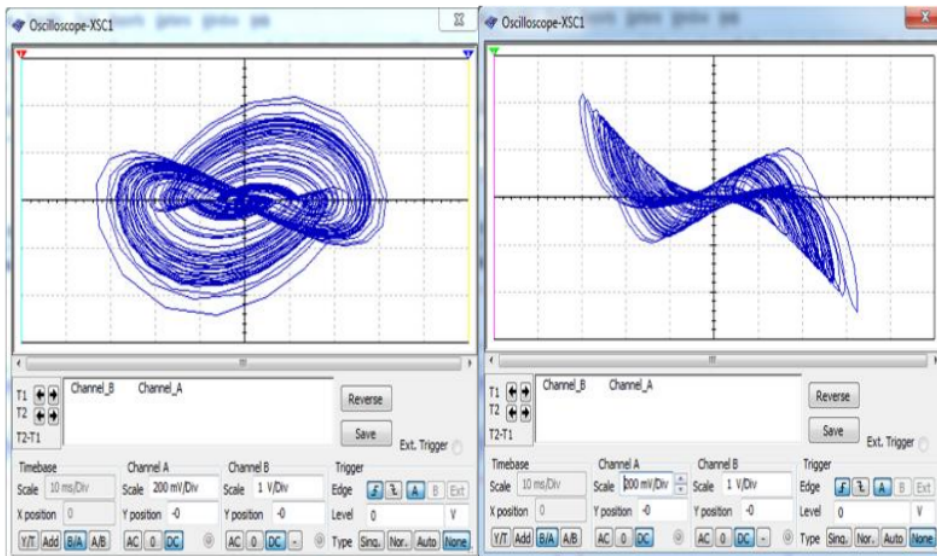 Oscilloscope-XSC1
T1
T2
T2-T1
Channel_B Channel_A
Reverse
Save
Ext. Trigger
Timebase
Scale 10 ms/Div
X position 0
Y/T Add B/A A/B
Channel A
Scale 200 mV/Div
Y position -0
AC 0 DC
Channel B
Scale 1 V/Div
Y position -0
AC 0 DC -
Trigger
Edge A B Ext
Level 0 V
Type Sing. Nor. Auto None
Oscilloscope-XSC1
T1
T2
T2-T1
Channel_B Channel_A
Reverse
Save
Ext. Trigger
Timebase
Scale 10 ms/Div
X position 0
Y/T Add B/A A/B
Channel A
Scale 200 mV/Div
Y position -0
AC 0 DC
Channel B
Scale 1 V/Div
Y position -0
AC 0 DC -
Trigger
Edge A B Ext
Level 0 V
Type Sing. Nor. Auto None